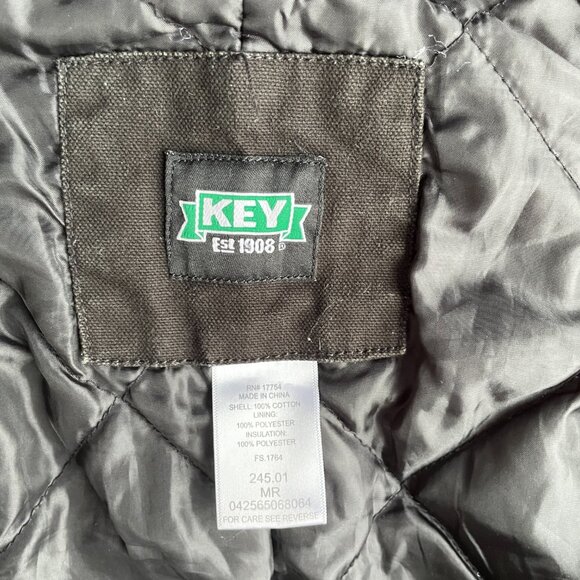 KEY
Est 1908®
RN# 17754
MADE IN CHINA
SHELL: 100% COTTON
LINING:
100% POLYESTER
INSULATION:
100% POLYESTER
FS.1764
245.01
MR
042565068064
FOR CARE SEE REVERSE